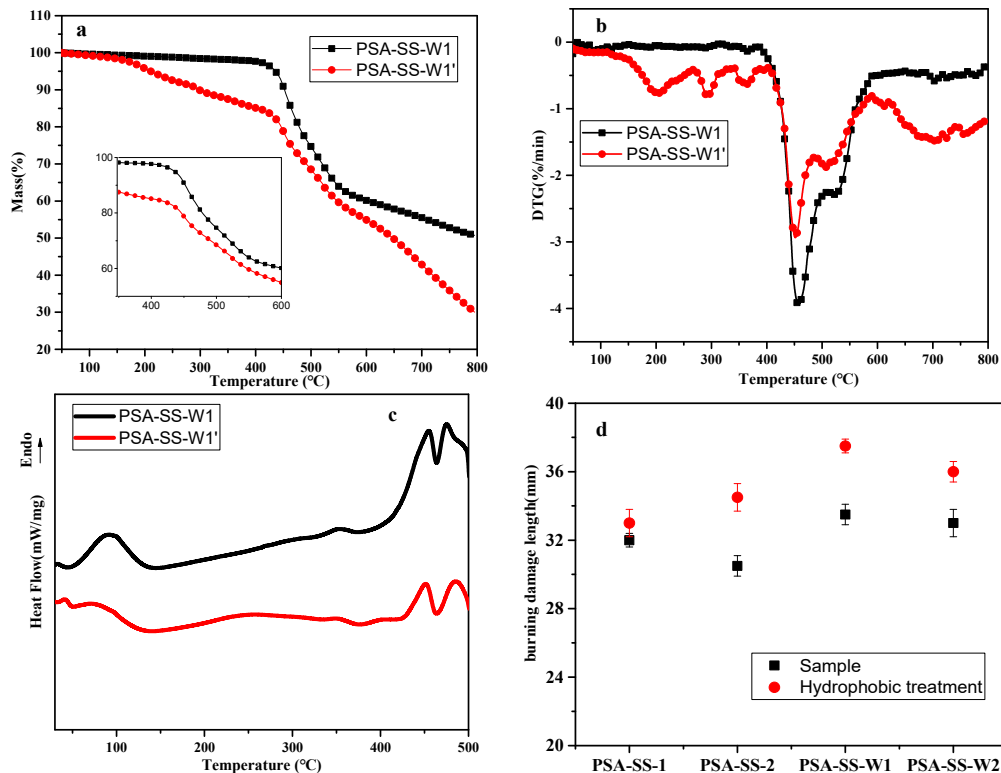 a
PSA-SS-W1
PSA-SS-W1'
Mass(%)
110
100
90
80
70
60
50
40
30
20
100
80
60
400 500 600
100 200 300 400 500 600 700 800
Temperature (℃)
b
PSA-SS-W1
PSA-SS-W1'
DTG(%/min)
0
-1
-2
-3
-4
100 200 300 400 500 600 700 800
Temperature (℃)
c
PSA-SS-W1
PSA-SS-W1'
Heat Flow(mW/mg)
Endo
100 200 300 400 500
Temperature (℃)
d
burning damage length(mm)
40
36
32
28
24
20
Sample
Hydrophobic treatment
PSA-SS-1 PSA-SS-2 PSA-SS-W1 PSA-SS-W2